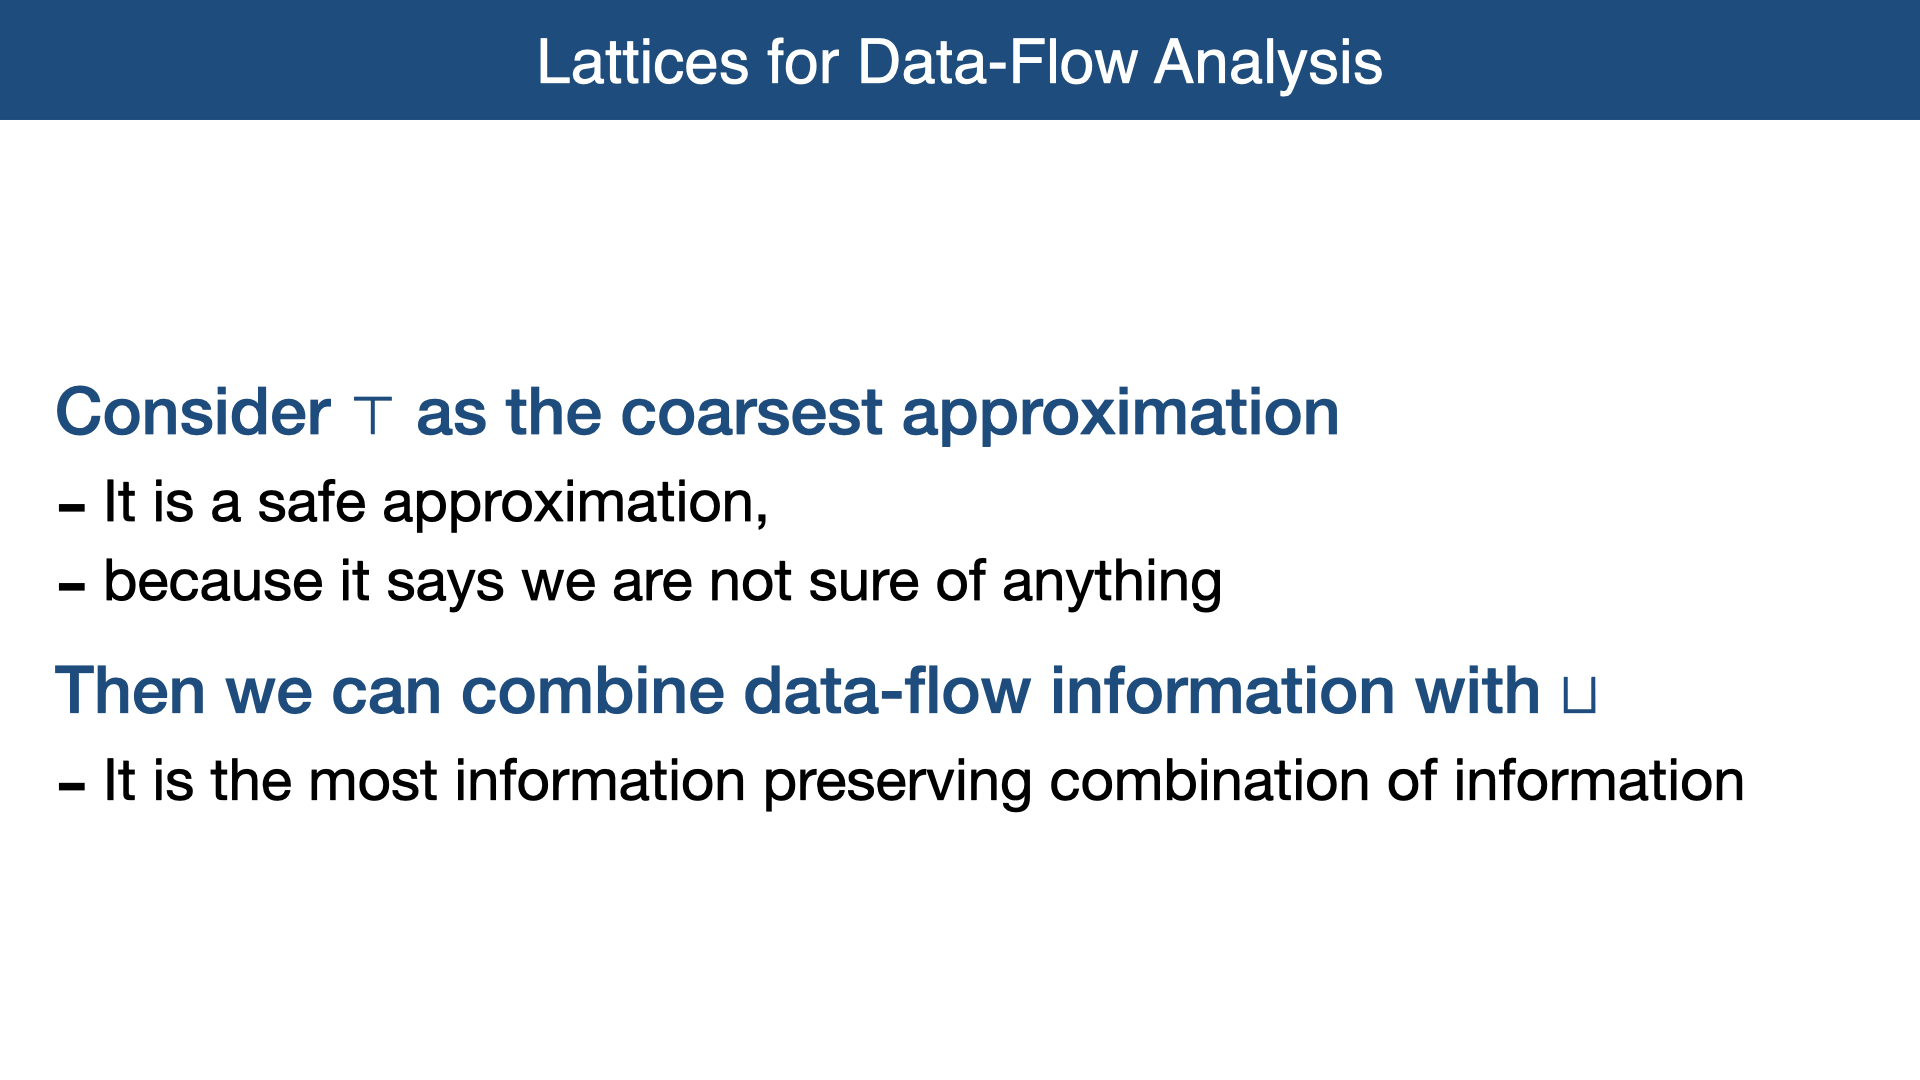 Lattices for Data-Flow Analysis
Consider ⊤ as the coarsest approximation
- It is a safe approximation,
- because it says we are not sure of anything
Then we can combine data-flow information with ⊔
- It is the most information preserving combination of information